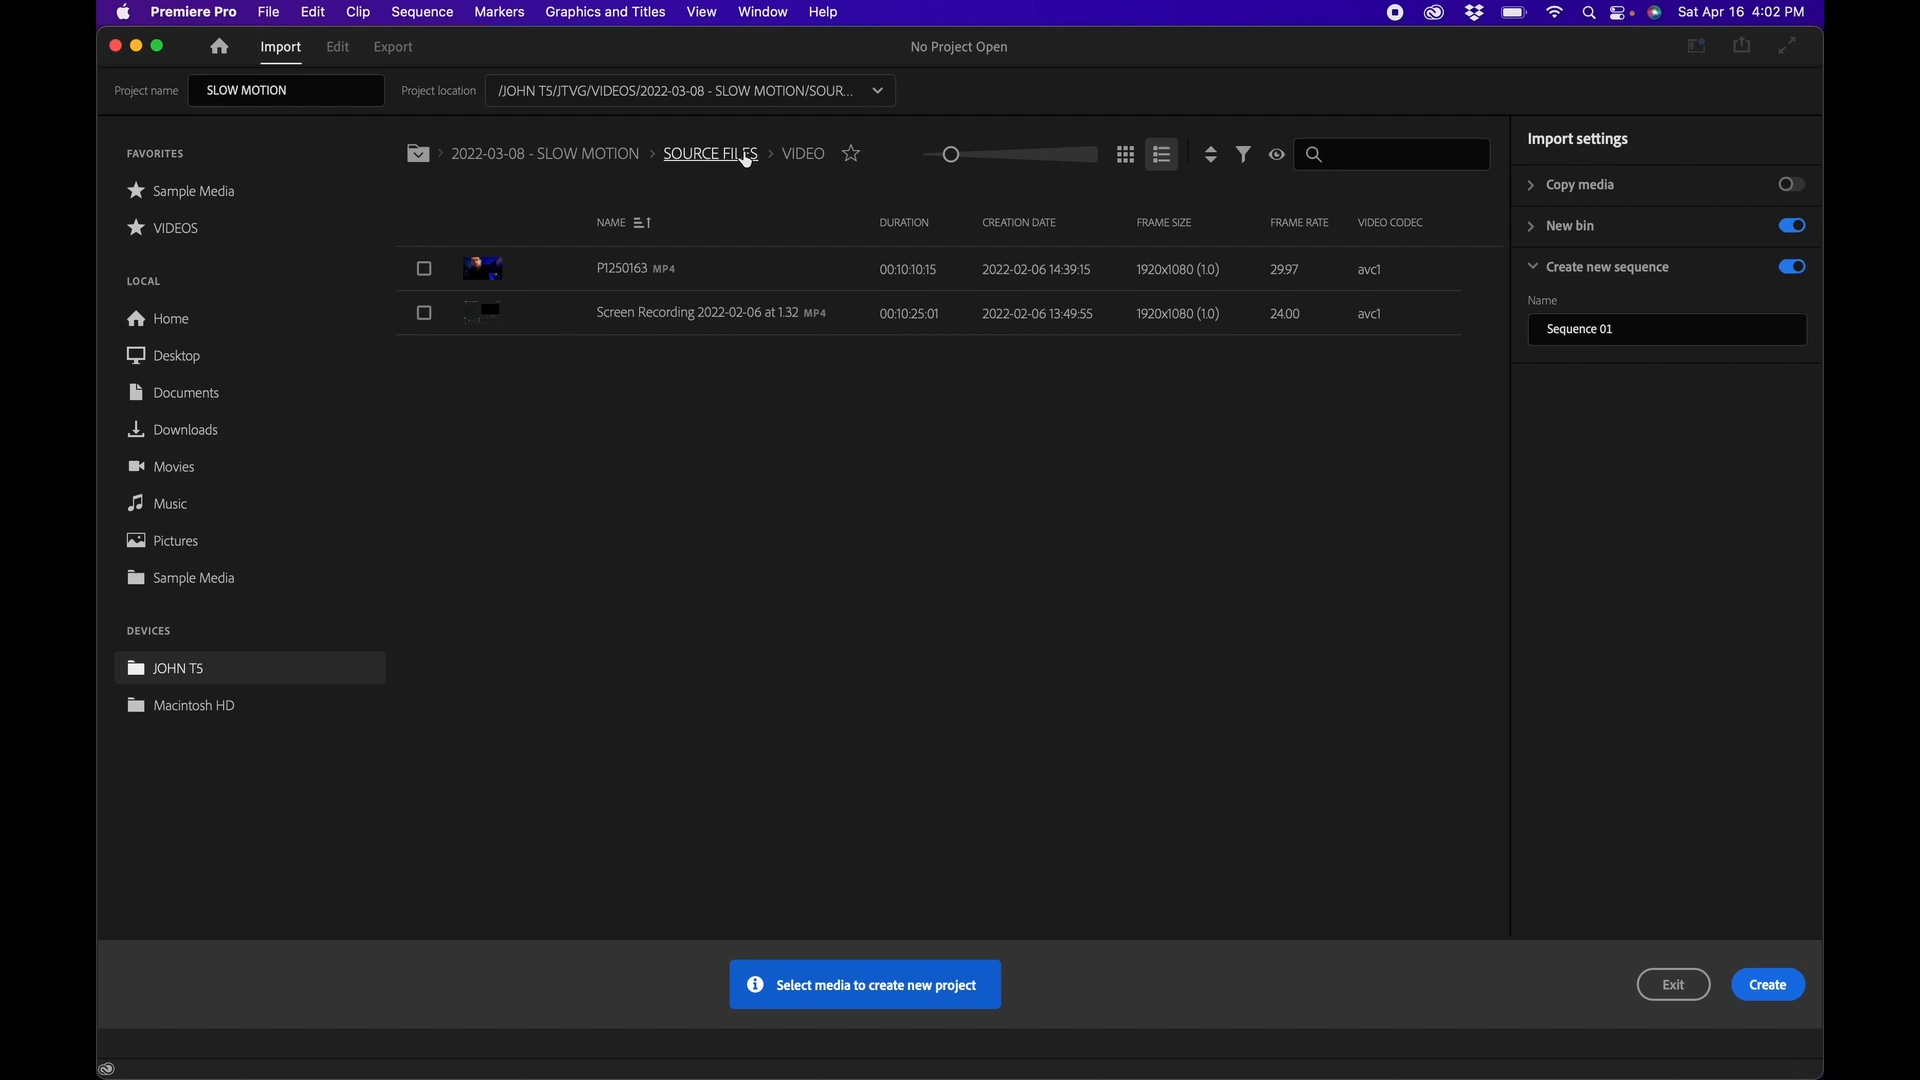 Premiere Pro File Edit Clip Sequence Markers Graphics and Titles View Window Help Sat Apr 16 4:02 PM
Import Edit Export No Project Open
Project name SLOW MOTION Project location /JOHN T5/JTVG/VIDEOS/2022-03-08 - SLOW MOTION/SOUR...
FAVORITES
Sample Media
VIDEOS
LOCAL
Home
Desktop
Documents
Downloads
Movies
Music
Pictures
Sample Media
DEVICES
JOHN T5
Macintosh HD
2022-03-08 - SLOW MOTION > SOURCE FILES > VIDEO
NAME DURATION CREATION DATE FRAME SIZE FRAME RATE VIDEO CODEC
P1250163 MP4 00:10:10:15 2022-02-06 14:39:15 1920x1080 (1.0) 29.97 avc1
Screen Recording 2022-02-06 at 1.32 MP4 00:10:25:01 2022-02-06 13:49:55 1920x1080 (1.0) 24.00 avc1
Import settings
Copy media
New bin
Create new sequence
Name
Sequence 01
Select media to create new project
Exit Create